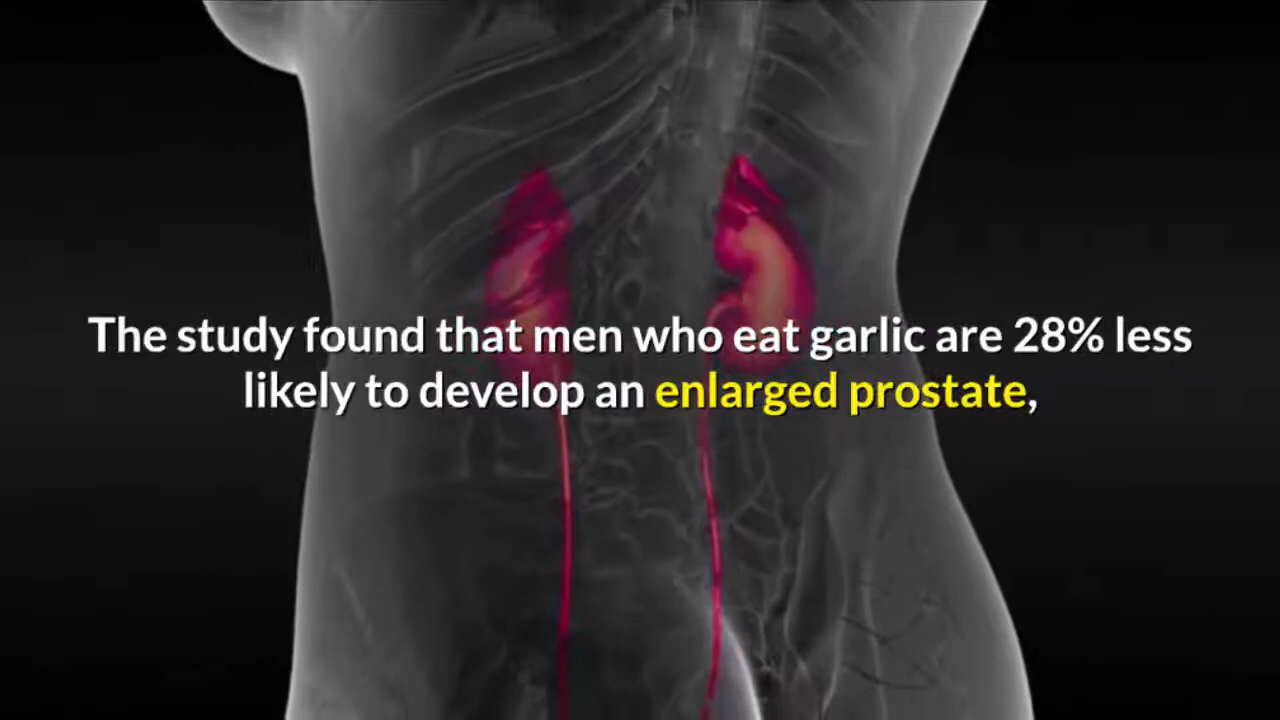 The study found that men who eat garlic are 28% less
likely to develop an enlarged prostate,